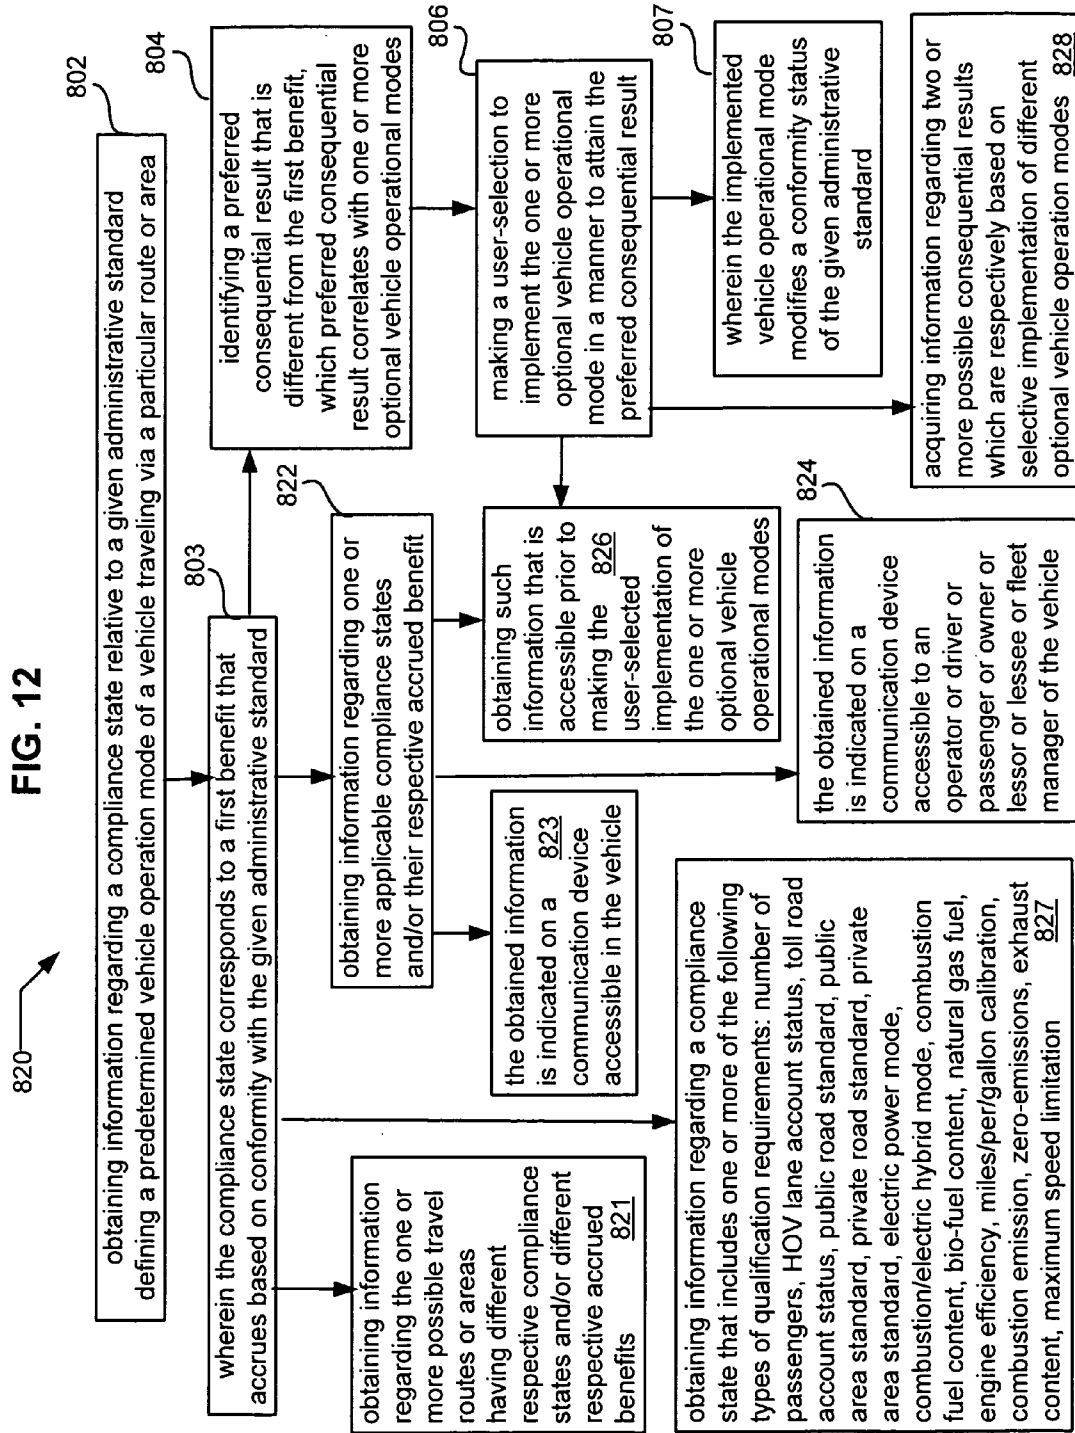 FIG. 12
820
802
obtaining information regarding a compliance state relative to a given administrative standard
defining a predetermined vehicle operation mode of a vehicle traveling via a particular route or area
803
wherein the compliance state corresponds to a first benefit that
accrues based on conformity with the given administrative standard
804
identifying a preferred
consequential result that is
different from the first benefit,
which preferred consequential
result correlates with one or more
optional vehicle operational modes
822
obtaining information regarding one or
more applicable compliance states
and/or their respective accrued benefit
806
making a user-selection to
implement the one or more
optional vehicle operational
mode in a manner to attain the
preferred consequential result
821
obtaining information
regarding the one or
more possible travel
routes or areas
having different
respective compliance
states and/or different
respective accrued
benefits
the obtained information
is indicated on a 823
communication device
accessible in the vehicle
obtaining such
information that is
accessible prior to
making the 826
user-selected
implementation of
the one or more
optional vehicle
operational modes
807
wherein the implemented
vehicle operational mode
modifies a conformity status
of the given administrative
standard
obtaining information regarding a compliance
state that includes one or more of the following
types of qualification requirements: number of
passengers, HOV lane account status, toll road
account status, public road standard, public
area standard, private road standard, private
area standard, electric power mode,
combustion/electric hybrid mode, combustion
fuel content, bio-fuel content, natural gas fuel,
engine efficiency, miles/per/gallon calibration,
combustion emission, zero-emissions, exhaust
content, maximum speed limitation 827
824
the obtained information
is indicated on a
communication device
accessible to an
operator or driver or
passenger or owner or
lessor or lessee or fleet
manager of the vehicle
acquiring information regarding two or
more possible consequential results
which are respectively based on
selective implementation of different
optional vehicle operation modes 828